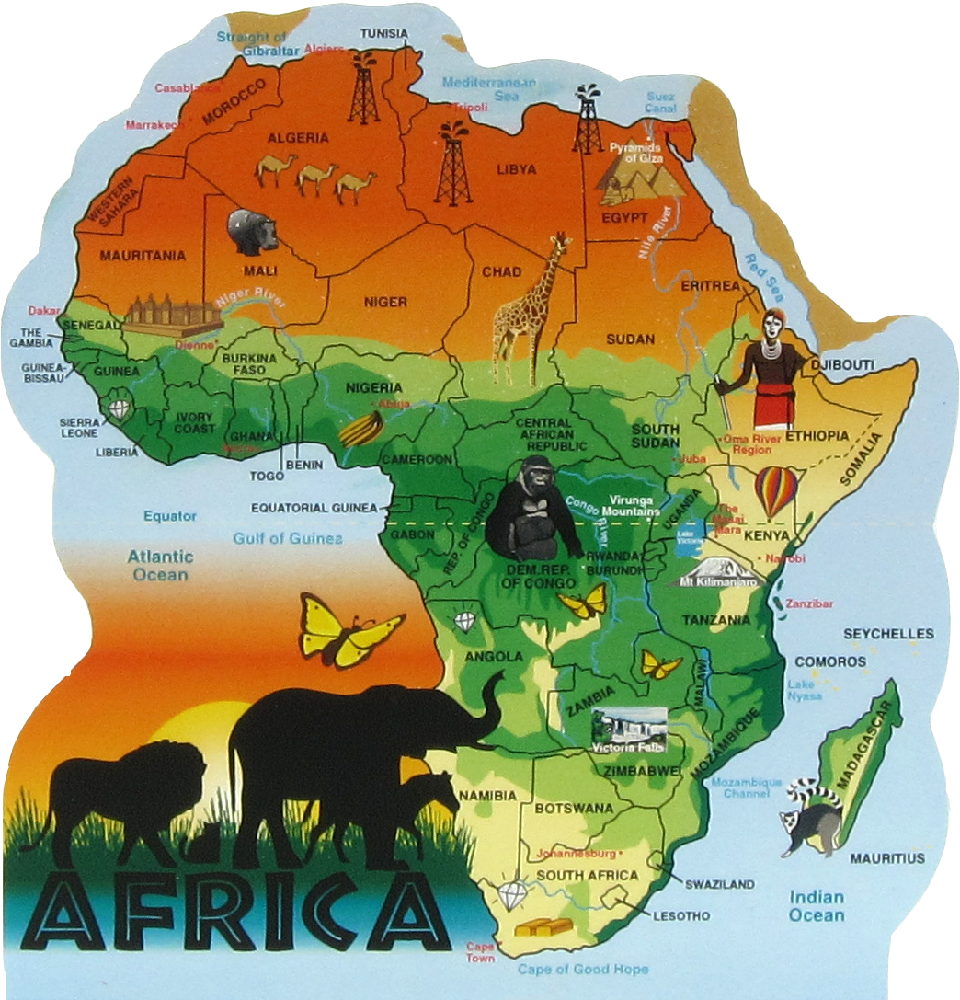 TUNISIA
Straight of
Gibraltar
Algiers
Casablanca
MOROCCO
Mediterranean
Sea
Tripoli
Suez
Canal
Cairo
Marrakech
ALGERIA
LIBYA
Pyramids
of Giza
WESTERN
SAHARA
EGYPT
Nile River
MAURITANIA
MALI
CHAD
Red Sea
ERITREA
Niger River
NIGER
Dakar
SENEGAL
THE
GAMBIA
Djenne
SUDAN
BURKINA
FASO
DJIBOUTI
GUINEA-
BISSAU
GUINEA
NIGERIA
Abuja
IVORY
COAST
SIERRA
LEONE
GHANA
CENTRAL
AFRICAN
REPUBLIC
SOUTH
SUDAN
Oma River
Region
ETHIOPIA
SOMALIA
LIBERIA
TOGO
BENIN
CAMEROON
Juba
EQUATORIAL GUINEA
Equator
Gulf of Guinea
GABON
REP. OF CONGO
Congo River
Virunga
Mountains
UGANDA
The
Masai
Mara
KENYA
Lake
Victoria
Nairobi
Atlantic
Ocean
RWANDA
BURUNDI
DEM.REP.
OF CONGO
Mt Kilimanjaro
Zanzibar
TANZANIA
SEYCHELLES
COMOROS
ANGOLA
MALAWI
Lake
Nyasa
ZAMBIA
Victoria Falls
MOZAMBIQUE
MADAGASCAR
ZIMBABWE
Mozambique
Channel
NAMIBIA
BOTSWANA
Johannesburg
SOUTH AFRICA
MAURITIUS
SWAZILAND
LESOTHO
Indian
Ocean
AFRICA
Cape
Town
Cape of Good Hope